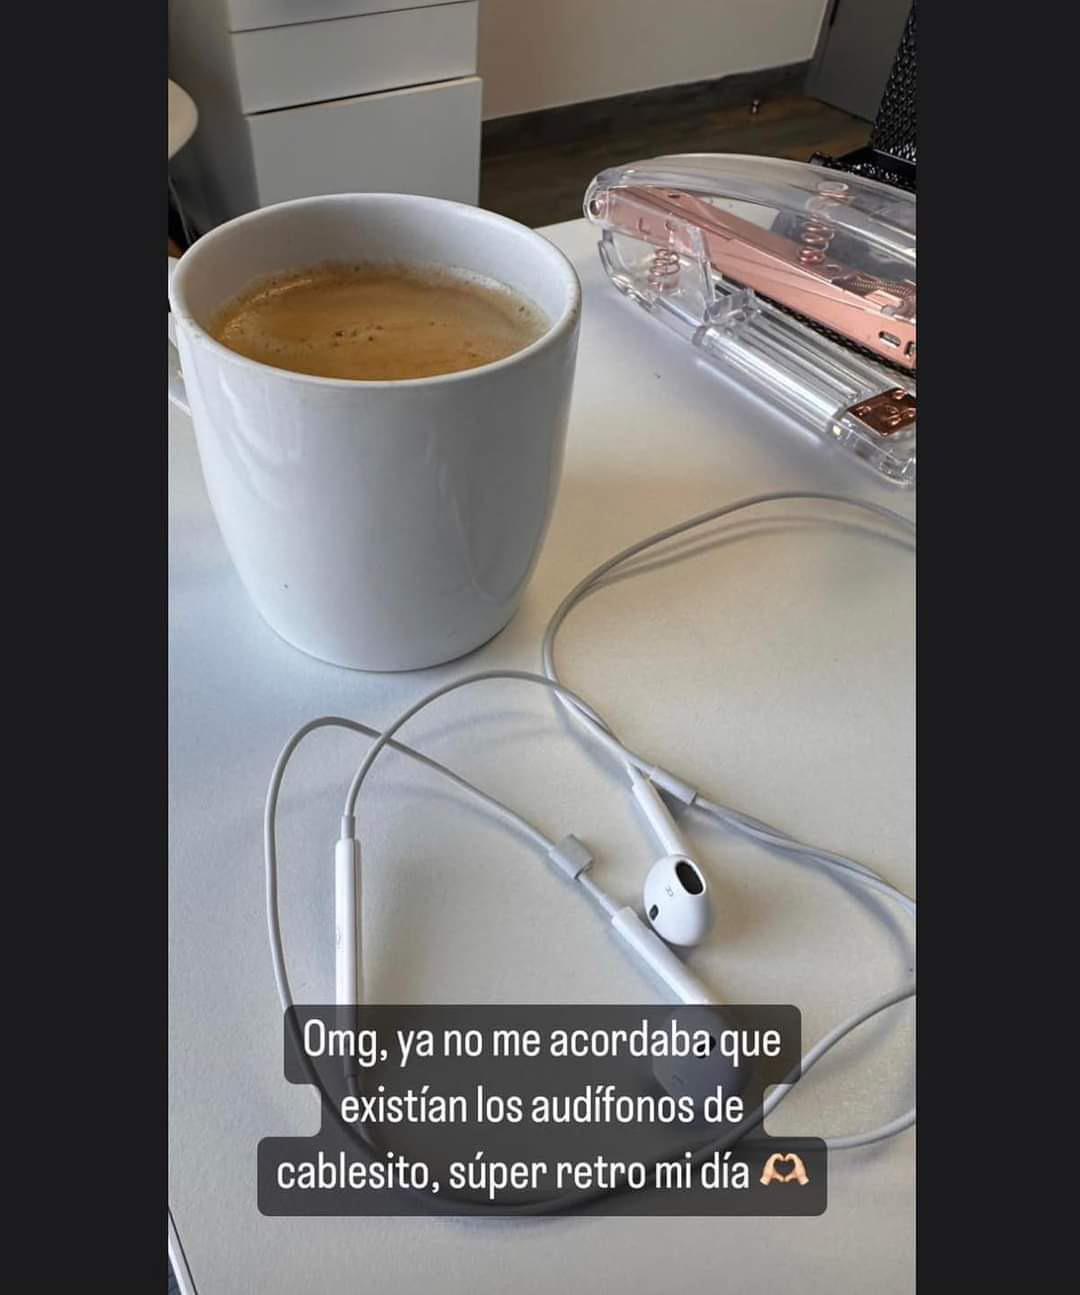 Omg, ya no me acordaba que
existían los audífonos de
cablesito, súper retro mi día 🫶🏻